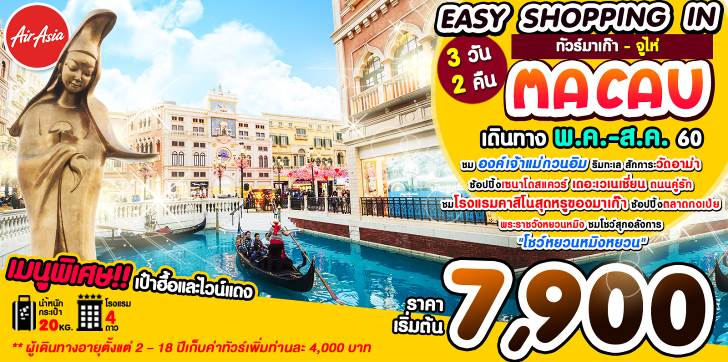 AirAsia
EASY SHOPPING IN
3 วัน
2 คืน
ทัวร์มาเก๊า - จูไห่
MACAU
เดินทาง พ.ค.-ส.ค. 60
ชม องค์เจ้าแม่กวนอิม ริมทะเล สักการะวัดอาม่า
ช้อปปิ้งเซนาโดสแควร์ เดอะเวเนเชี่ยน ถนนคู่รัก
ชมโรงแรมคาสิโนสุดหรูของมาเก๊า ช้อปปิ้งตลาดกงเป่ย
พระราชวังหยวนหมิง ชมโชว์สุดอลังการ
"โชว์หยวนหมิงหยวน"
เมนูพิเศษ!! เป๋าฮื้อและไวน์แดง
น้ำหนัก
กระเป๋า
20 KG.
โรงแรม
4
ดาว
ราคา
เริ่มต้น
7,900
** ผู้เดินทางอายุตั้งแต่ 2 – 18 ปีเก็บค่าทัวร์เพิ่มท่านละ 4,000 บาท